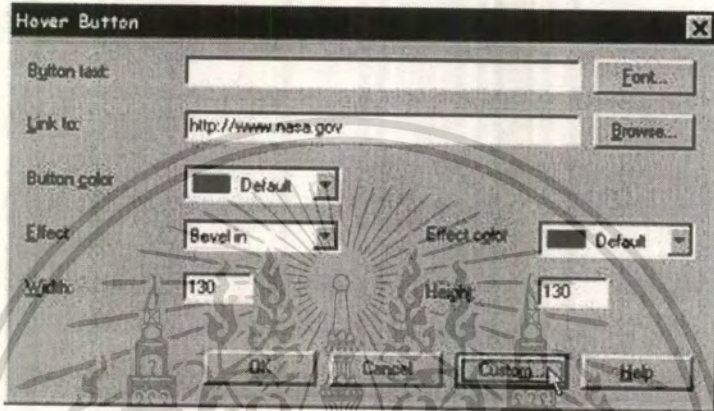 Hover Button
Button text: Font...
Link to: http://www.nasa.gov Browse...
Button color Default
Effect Bevel in Effect color Default
Width: 130 Height: 130
OK Cancel Custom... Help